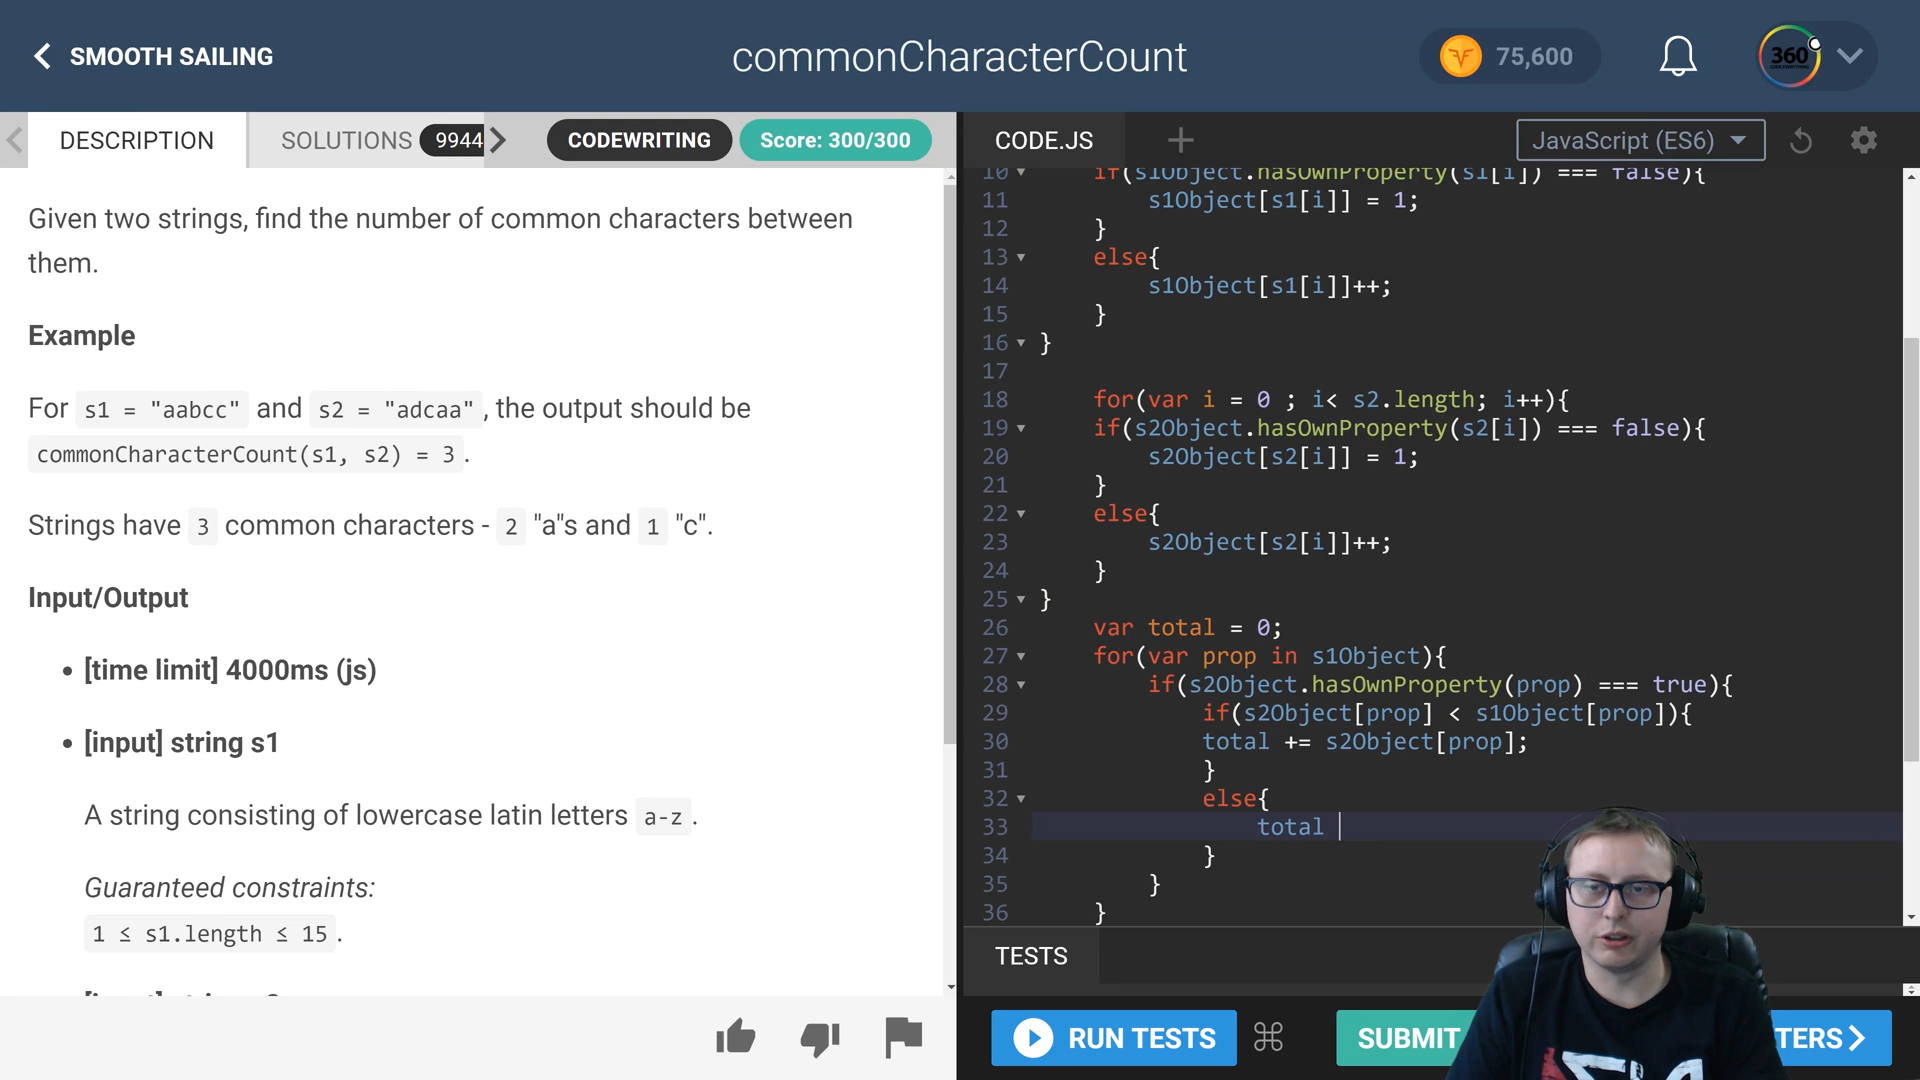 SMOOTH SAILING
commonCharacterCount
75,600
360
DESCRIPTION
SOLUTIONS 9944
CODEWRITING
Score: 300/300
Given two strings, find the number of common characters between
them.
Example
For s1 = "aabcc" and s2 = "adcaa", the output should be
commonCharacterCount(s1, s2) = 3.
Strings have 3 common characters - 2 "a"s and 1 "c".
Input/Output
• [time limit] 4000ms (js)
• [input] string s1
A string consisting of lowercase latin letters a-z.
Guaranteed constraints:
1 ≤ s1.length ≤ 15.
CODE.JS
JavaScript (ES6)
10 if(s1Object.hasOwnProperty(s1[i]) === false){
11 s1Object[s1[i]] = 1;
12 }
13 else{
14 s1Object[s1[i]]++;
15 }
16 }
17
18 for(var i = 0 ; i< s2.length; i++){
19 if(s2Object.hasOwnProperty(s2[i]) === false){
20 s2Object[s2[i]] = 1;
21 }
22 else{
23 s2Object[s2[i]]++;
24 }
25 }
26 var total = 0;
27 for(var prop in s1Object){
28 if(s2Object.hasOwnProperty(prop) === true){
29 if(s2Object[prop] < s1Object[prop]){
30 total += s2Object[prop];
31 }
32 else{
33 total
34 }
35 }
36 }
TESTS
RUN TESTS
⌘
SUBMIT
TERS